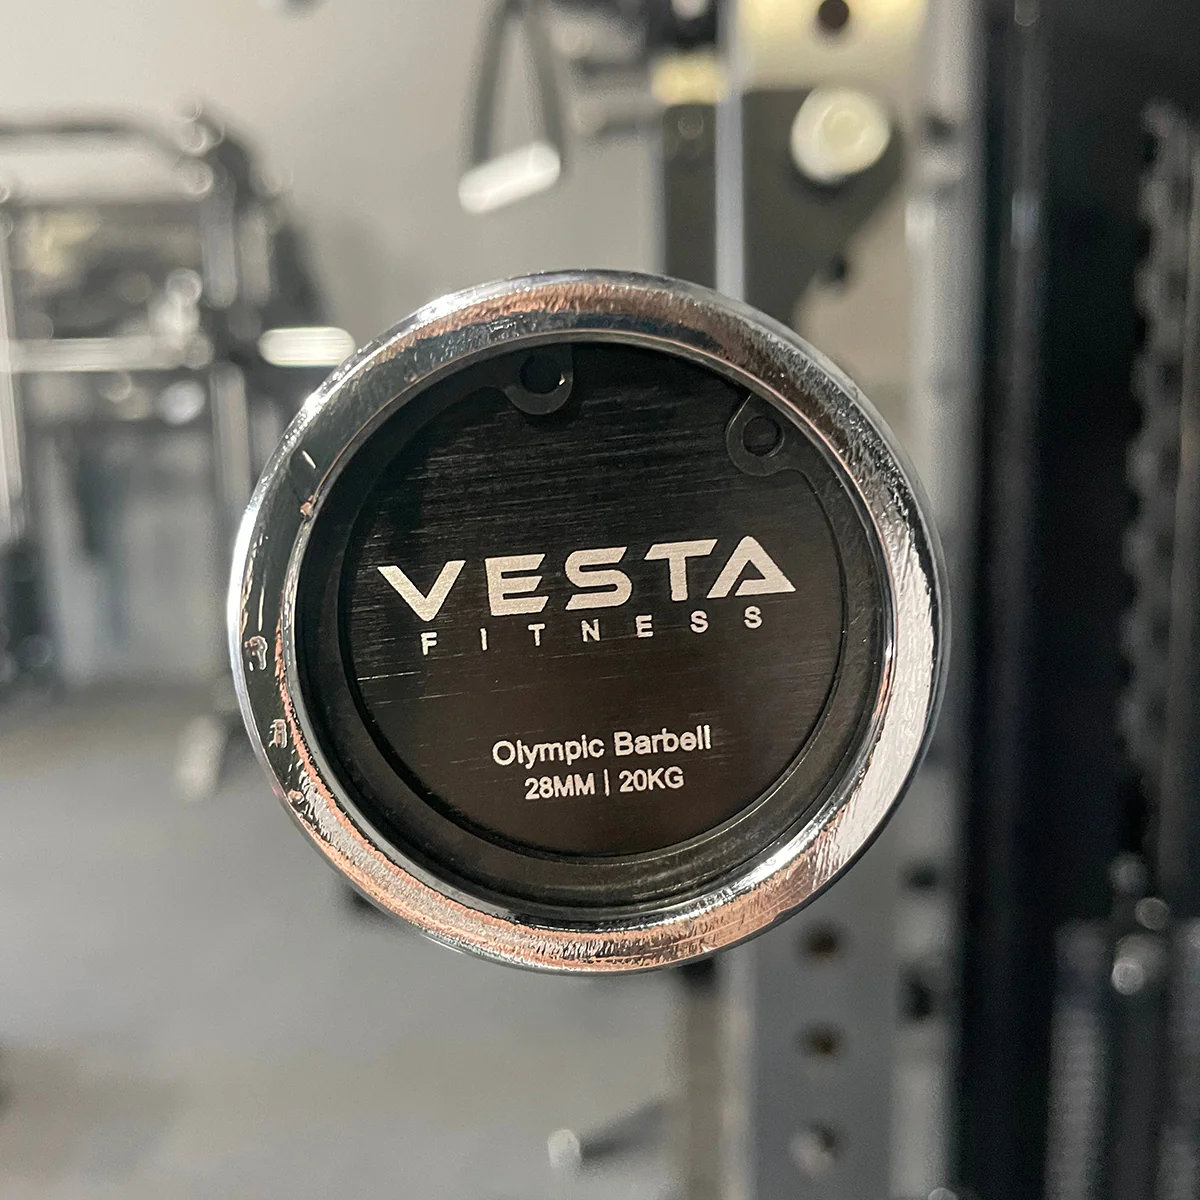 VESTA
FITNESS
Olympic Barbell
28MM | 20KG